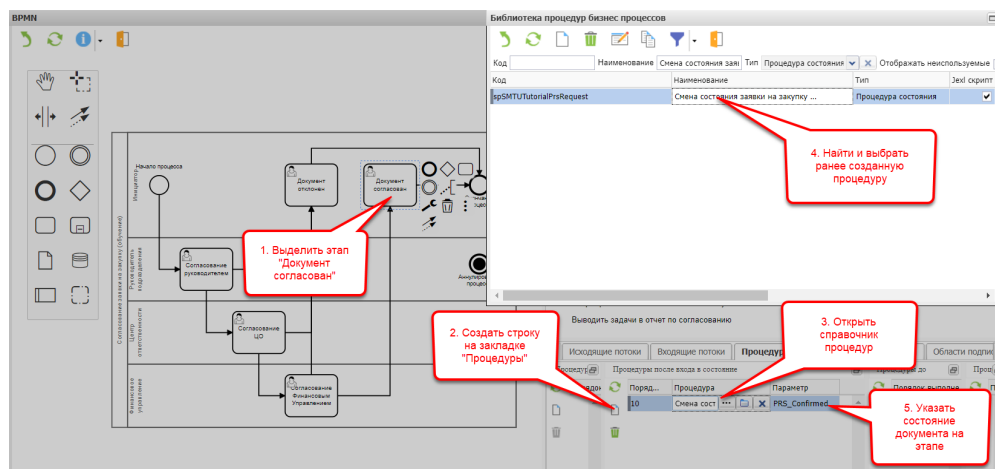 BPMN
Библиотека процедур бизнес процессов
Код
Наименование
Смена состояния заяв
Тип
Процедура состояния
Отображать неиспользуемые
Код
Наименование
Тип
Jexl скрипт
spSMTUTutorialPrsRequest
Смена состояния заявки на закупку ...
Процедура состояния
4. Найти и выбрать
ранее созданную
процедуру
Начало процесса
Инициатор
Документ
отклонен
Документ
согласован
1. Выделить этап
"Документ
согласован"
Согласование заявки на закупку (обучение)
Руководитель
подразделения
Согласование
руководителем
Центр
ответственности
Согласование
ЦО
Финансовое
управление
Согласование
Финансовым
Управлением
2. Создать строку
на закладке
"Процедуры"
Выводить задачи в отчет по согласованию
3. Открыть
справочник
процедур
Исходящие потоки
Входящие потоки
Области подпис
Процедуры после входа в состояние
Поряд...
Процедура
Параметр
10
Смена сост
PRS_Confirmed
5. Указать
состояние
документа на
этапе